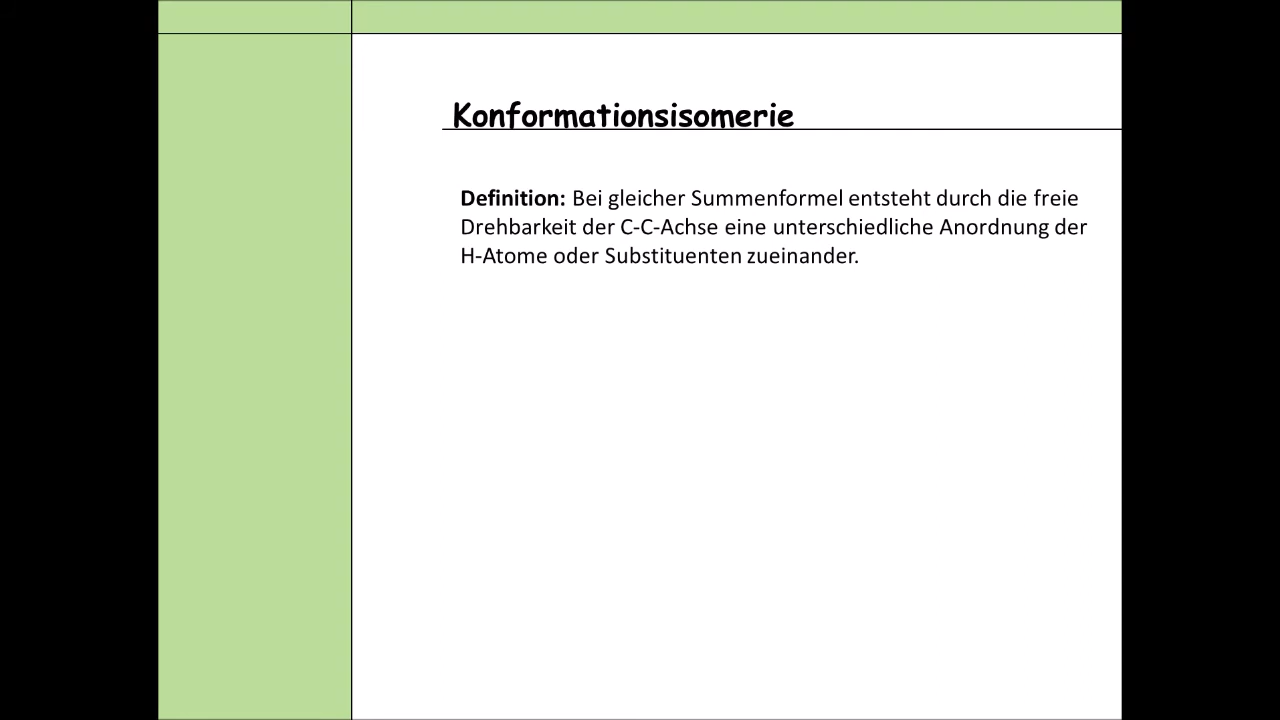 Konformationsisomerie
Definition: Bei gleicher Summenformel entsteht durch die freie
Drehbarkeit der C-C-Achse eine unterschiedliche Anordnung der
H-Atome oder Substituenten zueinander.